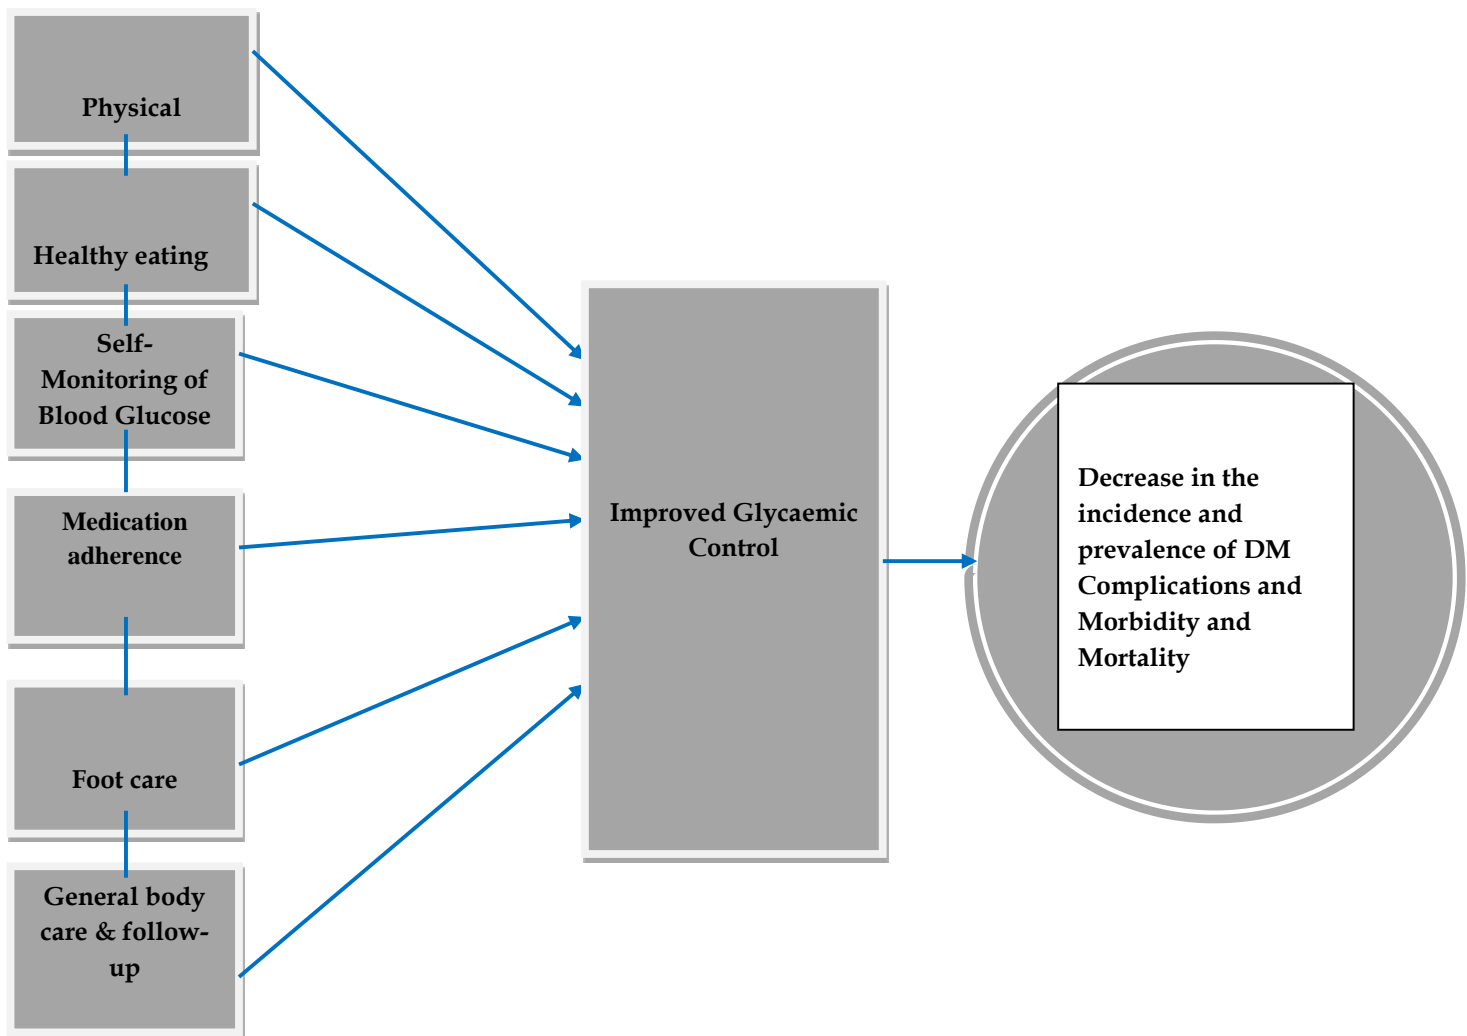 Physical
Healthy eating
Self-
Monitoring of
Blood Glucose
Medication
adherence
Foot care
General body
care & follow-
up
Improved Glycaemic
Control
Decrease in the
incidence and
prevalence of DM
Complications and
Morbidity and
Mortality